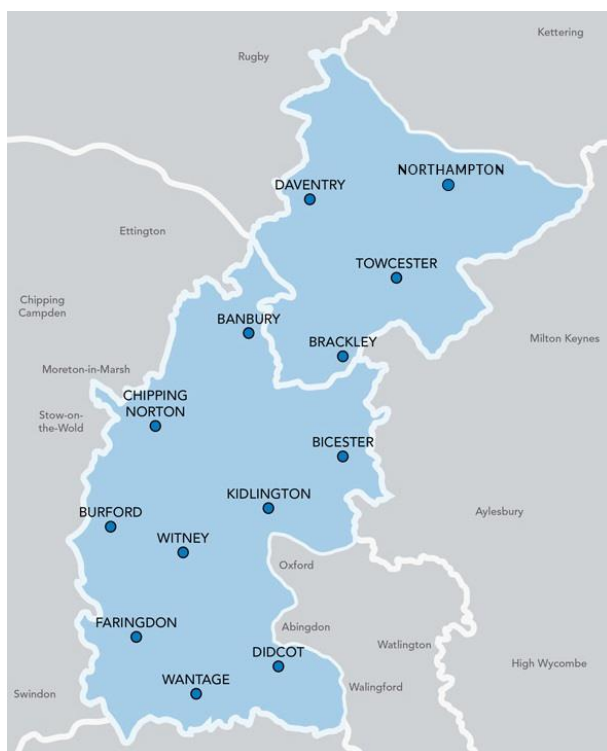 Kettering
Rugby
NORTHAMPTON
DAVENTRY
Ettington
TOWCESTER
Chipping
Campden
BANBURY
Milton Keynes
BRACKLEY
Moreton-in-Marsh
CHIPPING
NORTON
Stow-on-
the-Wold
BICESTER
KIDLINGTON
BURFORD
Aylesbury
WITNEY
Oxford
FARINGDON
Abingdon
Watlington
DIDCOT
High Wycombe
WANTAGE
Walingford
Swindon